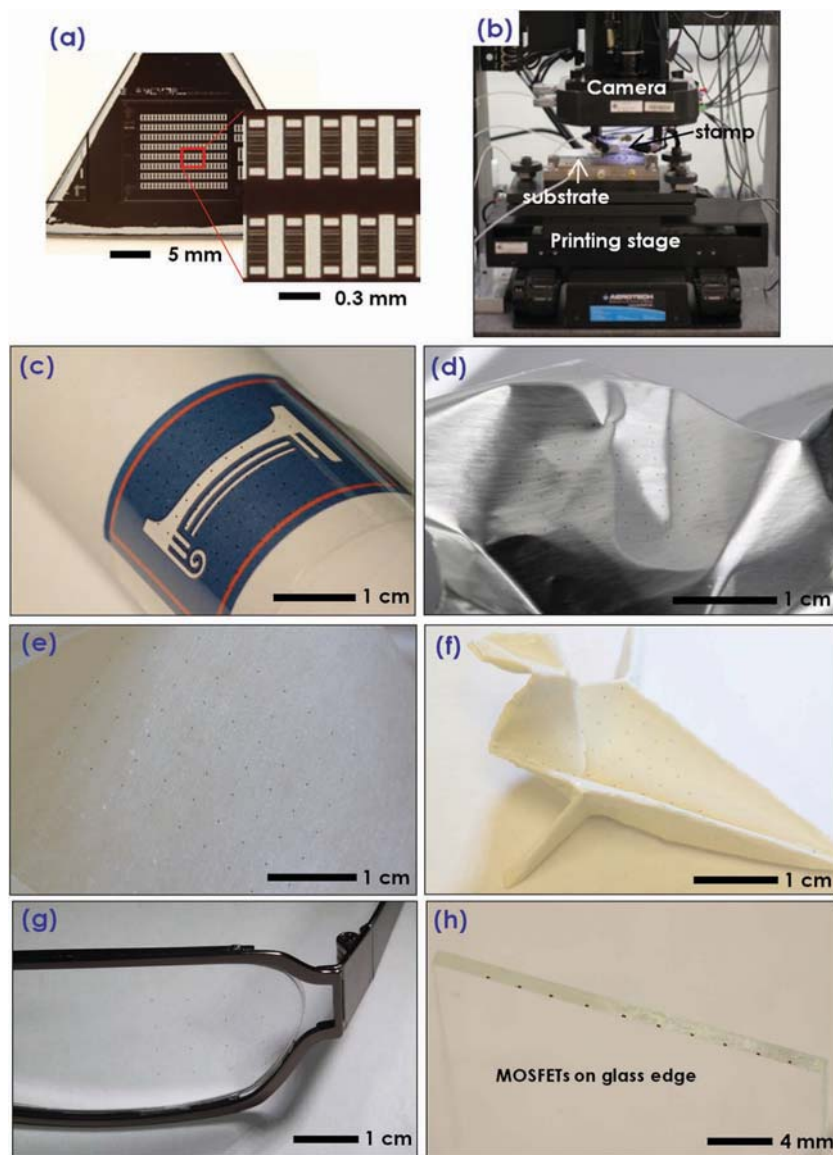 (a)
5 mm
0.3 mm
(b)
Camera
stamp
substrate
Printing stage
AEROTECH
(c)
1 cm
(d)
1 cm
(e)
1 cm
(f)
1 cm
(g)
1 cm
(h)
MOSFETs on glass edge
4 mm